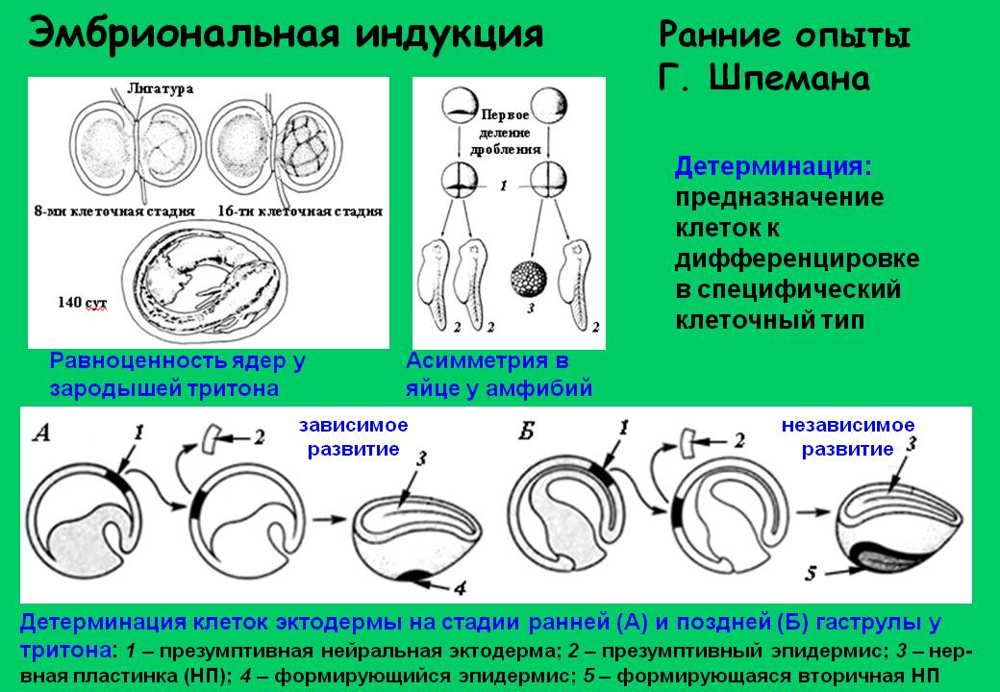 Эмбриональная индукция
Ранние опыты
Г. Шпемана
Лигатура
8-ми клеточная стадия 16-ти клеточная стадия
140 сут
Равноценность ядер у
зародышей тритона
Первое
деление
дробления
1
2 2 3 2
Асимметрия в
яйце у амфибий
Детерминация:
предназначение
клеток к
дифференцировке
в специфический
клеточный тип
А 1 2 зависимое
развитие
3
4
Б 1 2 независимое
развитие 3
5
Детерминация клеток эктодермы на стадии ранней (А) и поздней (Б) гаструлы у
тритона: 1 – презумптивная нейральная эктодерма; 2 – презумптивный эпидермис; 3 – нер-
вная пластинка (НП); 4 – формирующийся эпидермис; 5 – формирующаяся вторичная НП